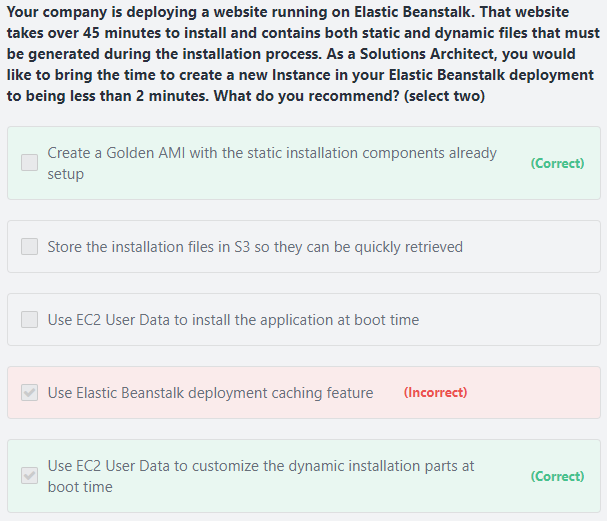 Your company is deploying a website running on Elastic Beanstalk. That website
takes over 45 minutes to install and contains both static and dynamic files that must
be generated during the installation process. As a Solutions Architect, you would
like to bring the time to create a new Instance in your Elastic Beanstalk deployment
to being less than 2 minutes. What do you recommend? (select two)
Create a Golden AMI with the static installation components already
setup
(Correct)
Store the installation files in S3 so they can be quickly retrieved
Use EC2 User Data to install the application at boot time
Use Elastic Beanstalk deployment caching feature (Incorrect)
Use EC2 User Data to customize the dynamic installation parts at
boot time
(Correct)